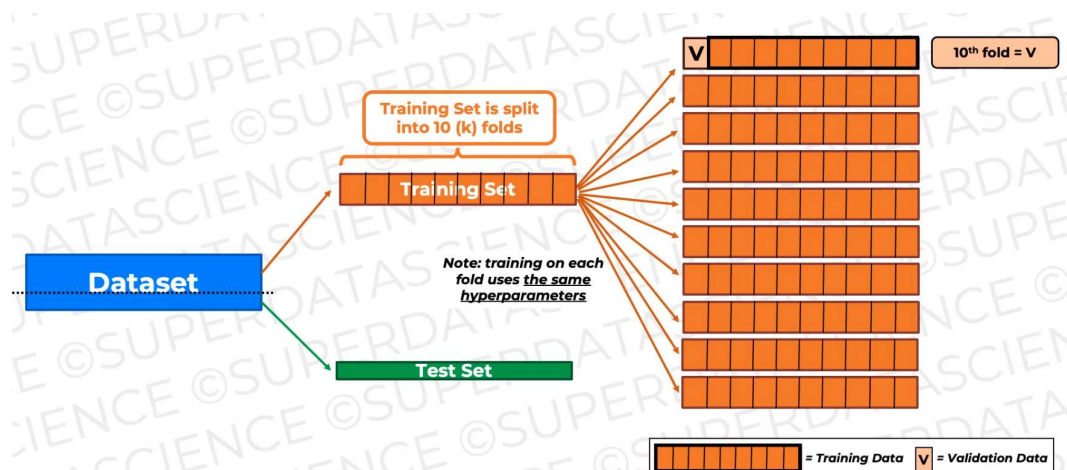 V
10th fold = V
Training Set is split
into 10 (k) folds
Training Set
Note: training on each
fold uses the same
hyperparameters
Dataset
Test Set
= Training Data
V = Validation Data
©SUPERDATASCIENCE